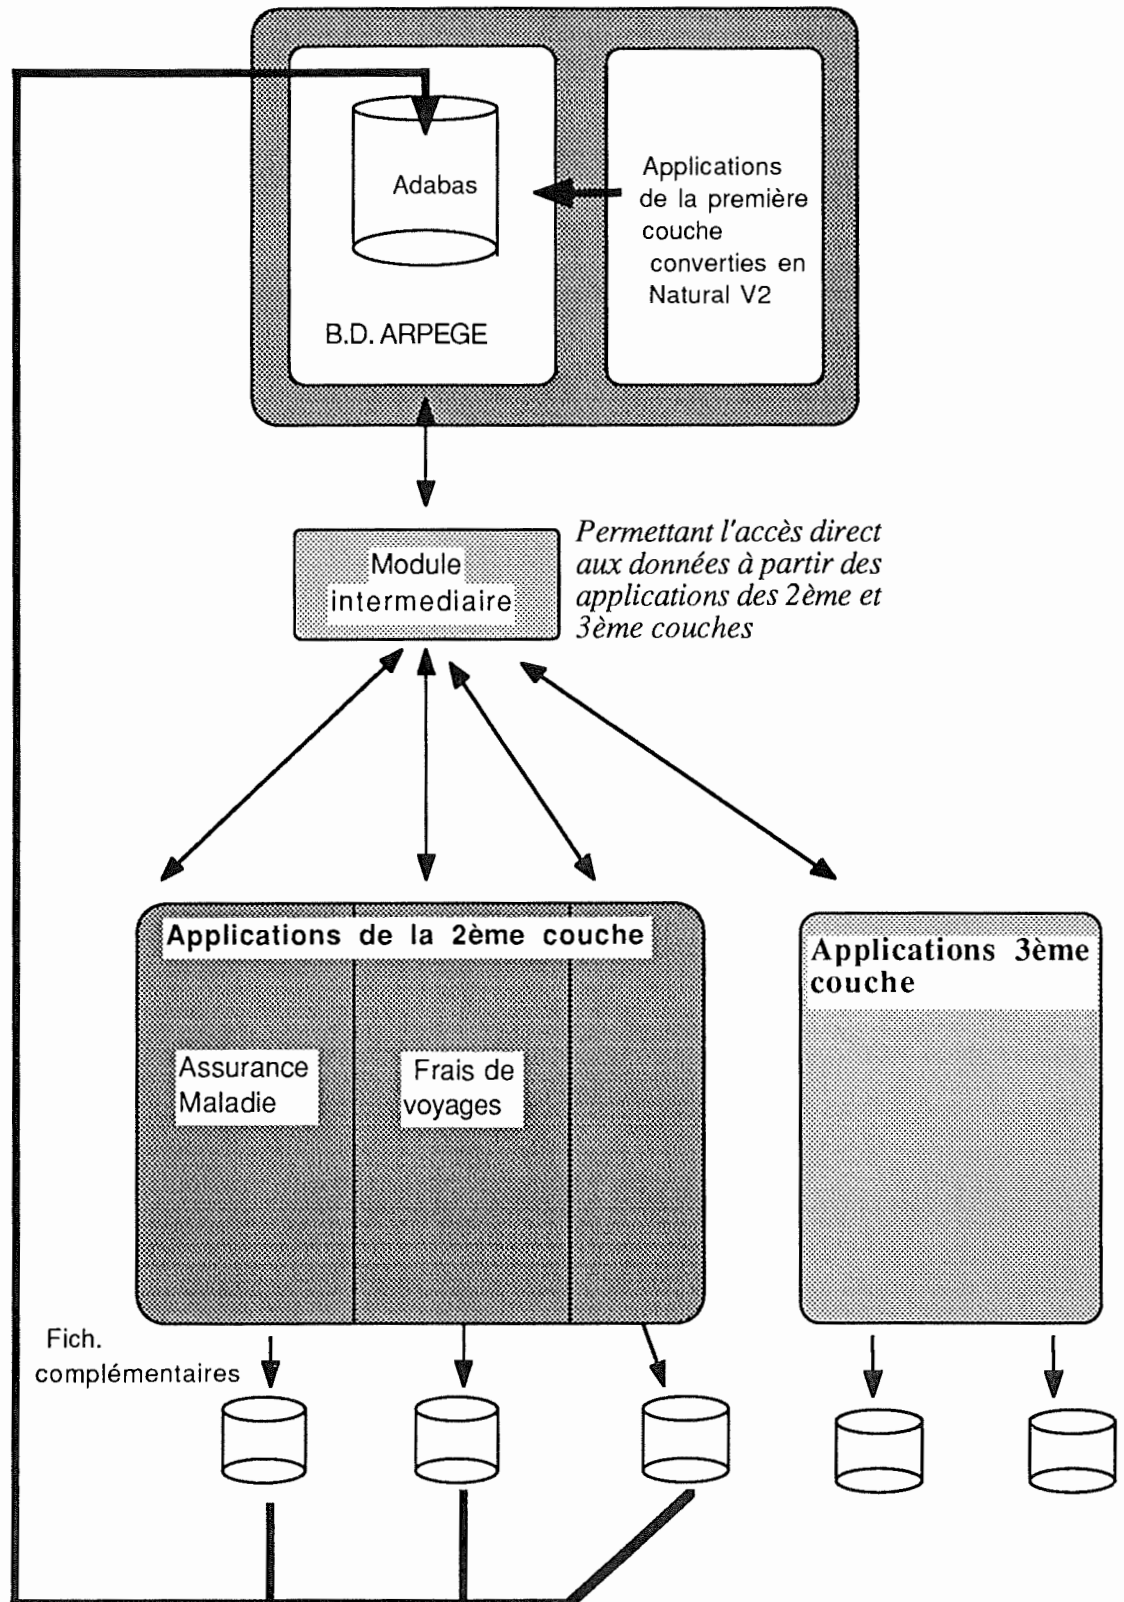 Adabas
B.D. ARPEGE
Applications
de la première
couche
converties en
Natural V2
Module
intermediaire
Permettant l'accès direct
aux données à partir des
applications des 2ème et
3ème couches
Applications de la 2ème couche
Assurance
Maladie
Frais de
voyages
Applications 3ème
couche
Fich.
complémentaires